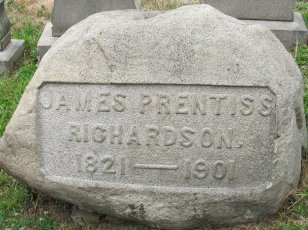 JAMES PRENTISS
RICHARDSON.
1821 — 1901